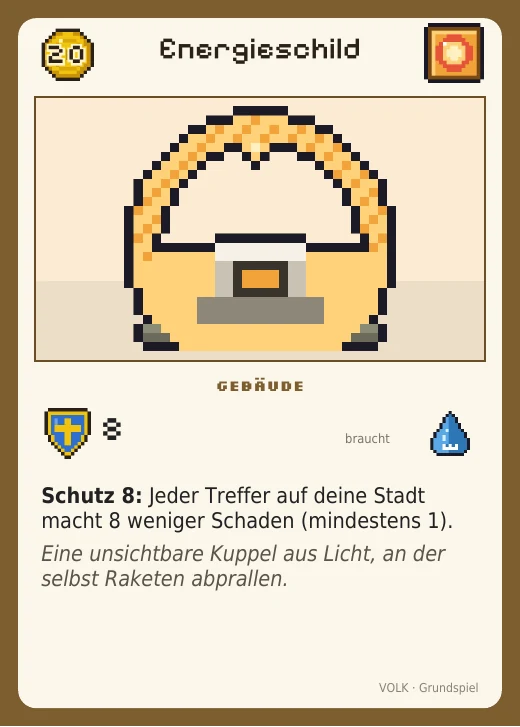 20
Energieschild
GEBÄUDE
8
braucht
Schutz 8: Jeder Treffer auf deine Stadt
macht 8 weniger Schaden (mindestens 1).
Eine unsichtbare Kuppel aus Licht, an der
selbst Raketen abprallen.
VOLK · Grundspiel